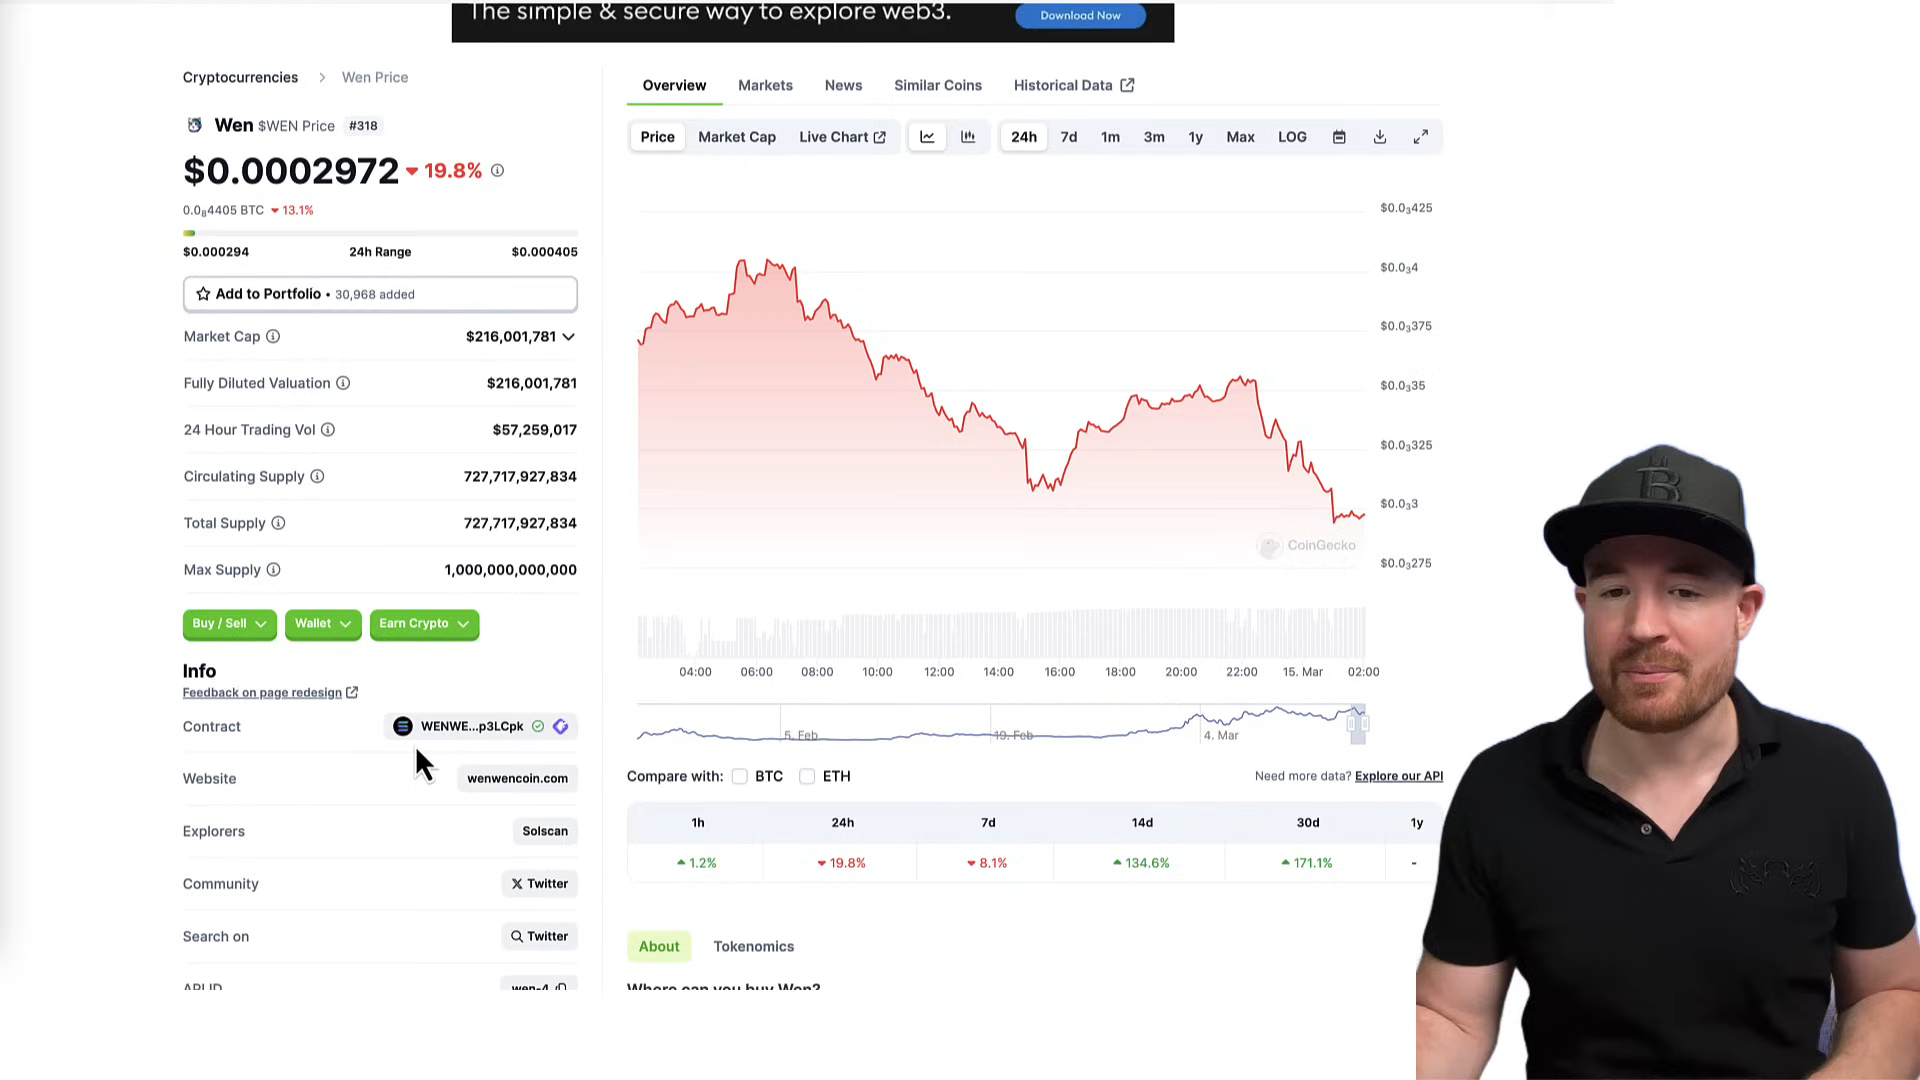 The simple & secure way to explore web3.
Download Now
Cryptocurrencies > Wen Price
Wen $WEN Price #318
$0.0002972 19.8%
0.0₈4405 BTC 13.1%
$0.000294 24h Range $0.000405
Add to Portfolio • 30,968 added
Market Cap $216,001,781
Fully Diluted Valuation $216,001,781
24 Hour Trading Vol $57,259,017
Circulating Supply 727,717,927,834
Total Supply 727,717,927,834
Max Supply 1,000,000,000,000
Buy / Sell Wallet Earn Crypto
Info
Feedback on page redesign
Contract WENWE...p3LCpk
Website wenwencoin.com
Explorers Solscan
Community Twitter
Search on Twitter
API ID wen-4
Overview Markets News Similar Coins Historical Data
Price Market Cap Live Chart 24h 7d 1m 3m 1y Max LOG
$0.0₃425
$0.0₃4
$0.0₃375
$0.0₃35
$0.0₃325
$0.0₃3
CoinGecko
$0.0₃275
04:00 06:00 08:00 10:00 12:00 14:00 16:00 18:00 20:00 22:00 15. Mar 02:00
5. Feb 19. Feb 4. Mar
Compare with: BTC ETH
Need more data? Explore our API
1h 24h 7d 14d 30d 1y
1.2% 19.8% 8.1% 134.6% 171.1% -
About Tokenomics
Where can you buy Wen?
B